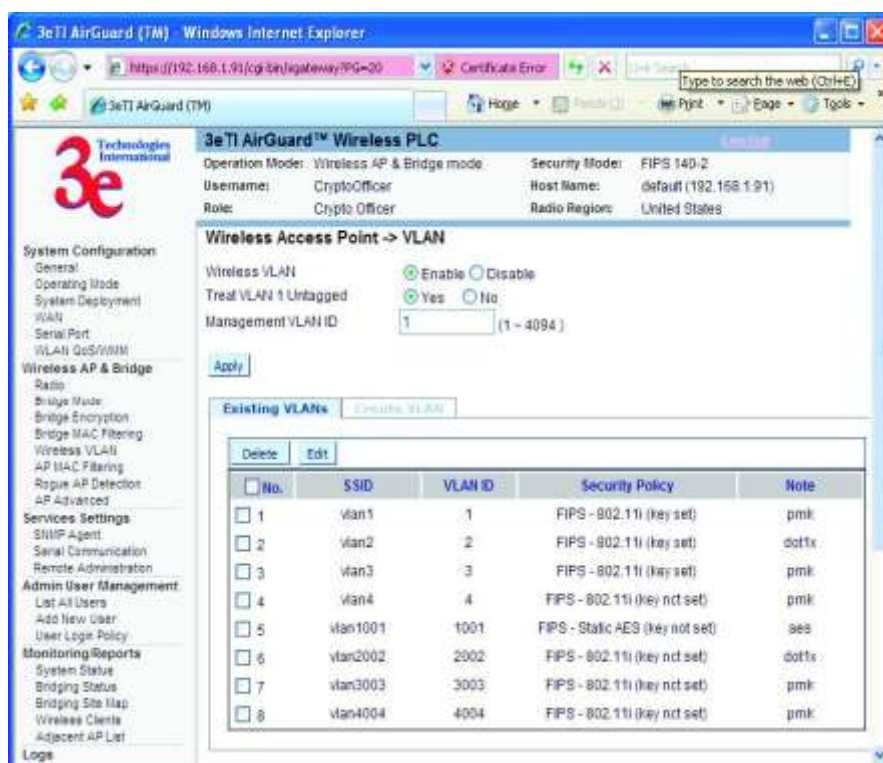 3eTI AirGuard (TM) Windows Internet Explorer
https://192.168.1.91/cgi-bin/sgateway?PG=20
Certificate Error
Live Search
Type to search the web (Ctrl+E)
3eTI AirGuard (TM)
Home
Print
Page
Tools
3e Technologies International
3eTI AirGuard™ Wireless PLC
Operation Mode: Wireless AP & Bridge mode Security Mode: FIPS 140-2
Username: CryptoOfficer Host Name: default (192.168.1.91)
Role: Crypto Officer Radio Region: United States
System Configuration
General
Operating Mode
System Deployment
WAN
Serial Port
WLAN QoS/WMM
Wireless AP & Bridge
Radio
Bridge Mode
Bridge Encryption
Bridge MAC Filtering
Wireless VLAN
AP MAC Filtering
Rogue AP Detection
AP Advanced
Services Settings
SNMP Agent
Serial Communication
Remote Administration
Admin User Management
List All Users
Add New User
User Login Policy
Monitoring/Reports
System Status
Bridging Status
Bridging Site Map
Wireless Clients
Adjacent AP List
Logs
Wireless Access Point -> VLAN
Wireless VLAN Enable Disable
Treat VLAN 1 Untagged Yes No
Management VLAN ID 1 (1 ~ 4094 )
Apply
Existing VLANs Create VLAN
Delete Edit
No. SSID VLAN ID Security Policy Note
1 vlan1 1 FIPS - 802.11i (key set) pmk
2 vlan2 2 FIPS - 802.11i (key set) dot1x
3 vlan3 3 FIPS - 802.11i (key set) pmk
4 vlan4 4 FIPS - 802.11i (key not set) pmk
5 vlan1001 1001 FIPS - Static AES (key not set) aes
6 vlan2002 2002 FIPS - 802.11i (key not set) dot1x
7 vlan3003 3003 FIPS - 802.11i (key not set) pmk
8 vlan4004 4004 FIPS - 802.11i (key not set) pmk